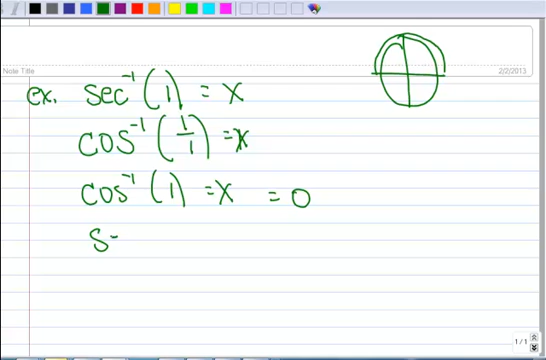 Note Title
2/2/2013
ex. sec⁻¹(1) = x
cos⁻¹(1/1) = x
cos⁻¹(1) = x = 0
s
1/1